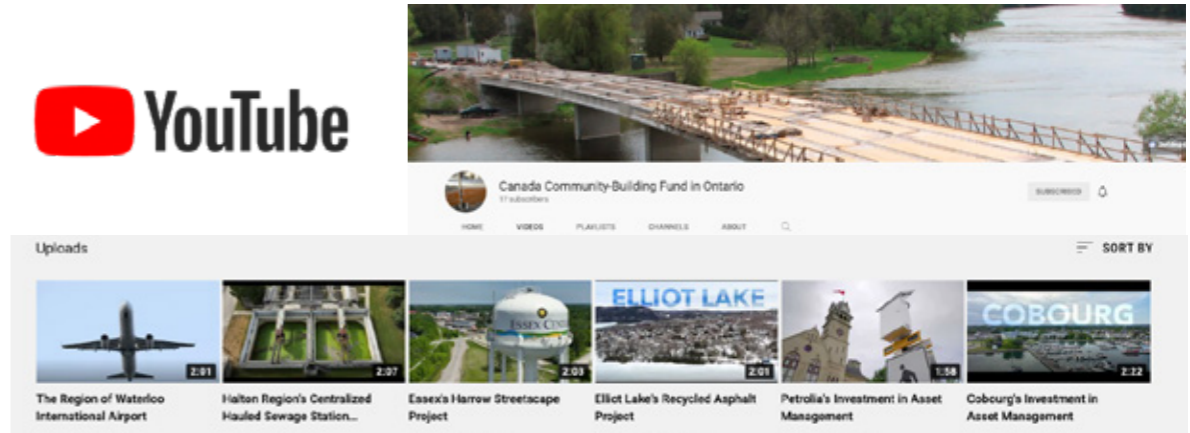 YouTube
Canada Community-Building Fund in Ontario
17 subscribers
SUBSCRIBED
HOME VIDEOS PLAYLISTS CHANNELS ABOUT
Uploads
SORT BY
ESSEX
ELLIOT LAKE
COBOURG
2:01 2:07 2:03 2:01 1:58 2:22
The Region of Waterloo
International Airport
Halton Region's Centralized
Hauled Sewage Station...
Essex's Harrow Streetscape
Project
Elliot Lake's Recycled Asphalt
Project
Petrolia's Investment in Asset
Management
Cobourg's Investment in
Asset Management